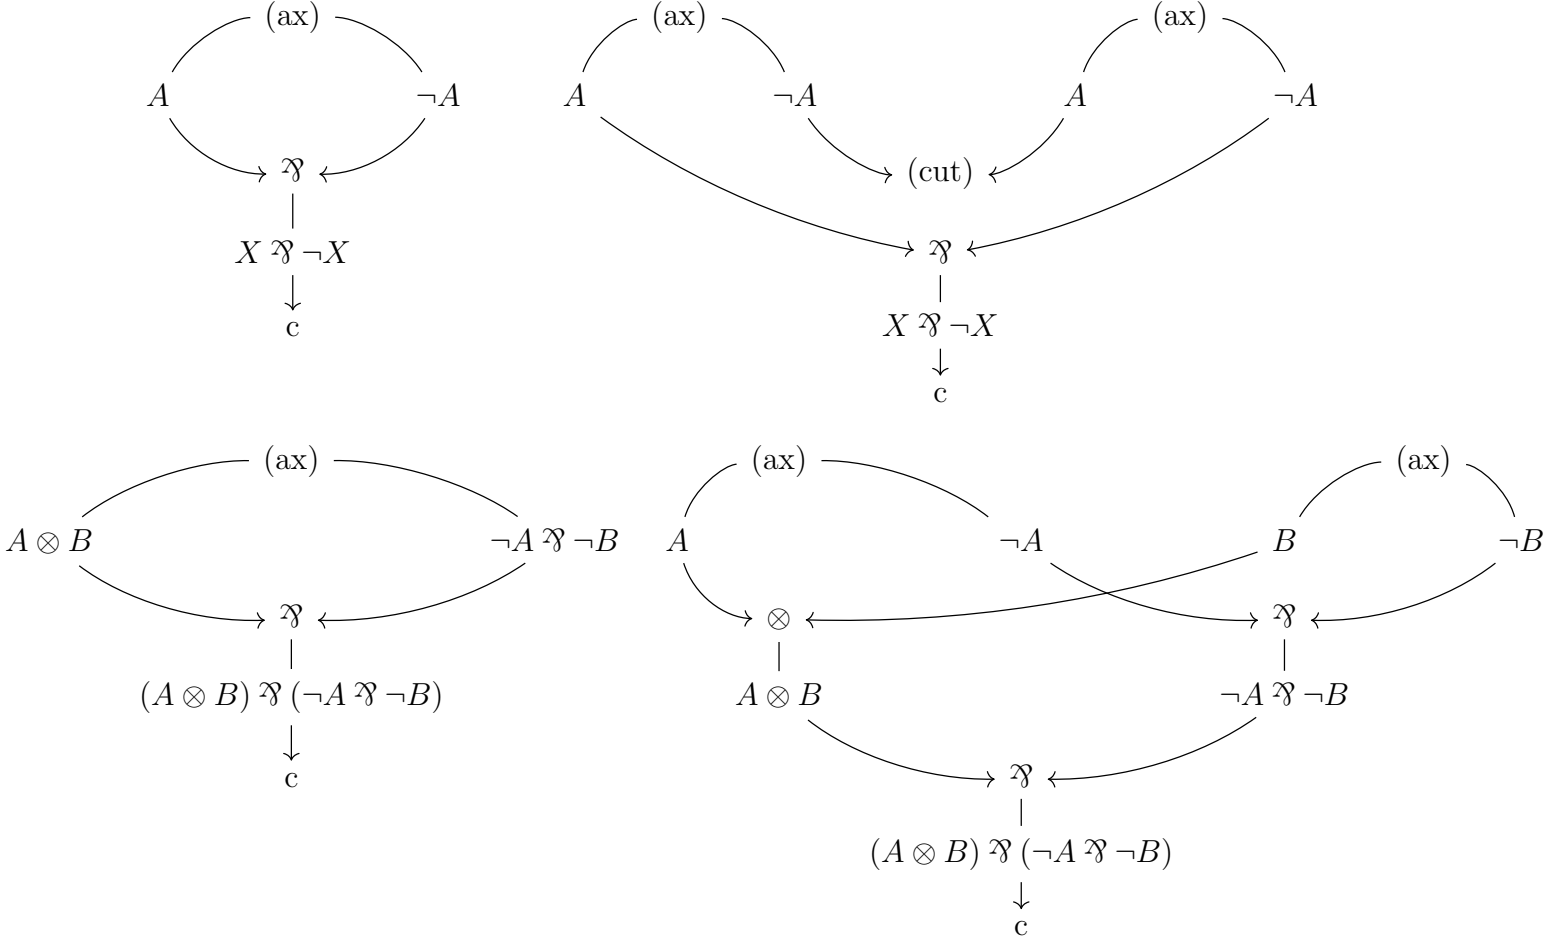 (ax) (ax) (ax)
A ¬A A ¬A A ¬A
⅋ (cut)
X ⅋ ¬X ⅋
c X ⅋ ¬X
c
(ax) (ax) (ax)
A ⊗ B ¬A ⅋ ¬B A ¬A B ¬B
⅋ ⊗ ⅋
(A ⊗ B) ⅋ (¬A ⅋ ¬B) A ⊗ B ¬A ⅋ ¬B
c ⅋
(A ⊗ B) ⅋ (¬A ⅋ ¬B)
c